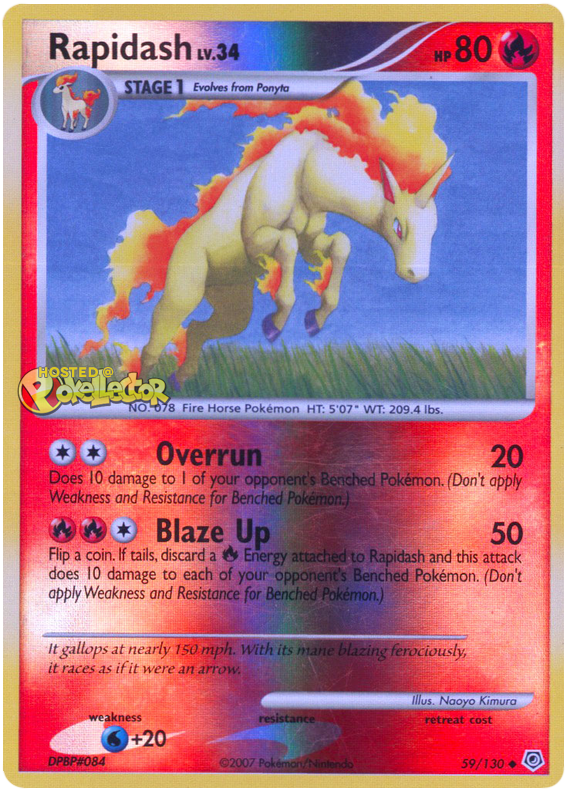 Rapidash LV.34 HP 80
STAGE 1 Evolves from Ponyta
HOSTED @
Pokellector
NO. 078 Fire Horse Pokémon HT: 5'07" WT: 209.4 lbs.
Overrun 20
Does 10 damage to 1 of your opponent's Benched Pokémon. (Don't apply
Weakness and Resistance for Benched Pokémon.)
Blaze Up 50
Flip a coin. If tails, discard a Energy attached to Rapidash and this attack
does 10 damage to each of your opponent's Benched Pokémon. (Don't
apply Weakness and Resistance for Benched Pokémon.)
It gallops at nearly 150 mph. With its mane blazing ferociously,
it races as if it were an arrow.
Illus. Naoyo Kimura
weakness resistance retreat cost
+20
DPBP#084 ©2007 Pokémon/Nintendo 59/130